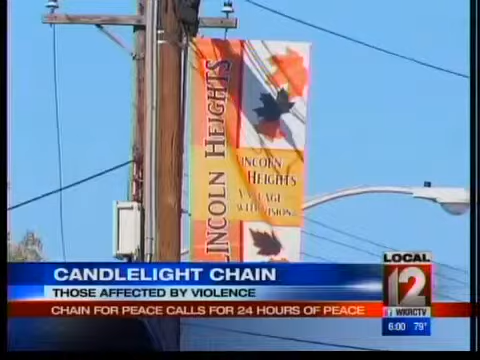 LINCOLN HEIGHTS
LINCOLN
HEIGHTS
A VILLAGE
WITH VISION
CANDLELIGHT CHAIN
THOSE AFFECTED BY VIOLENCE
CHAIN FOR PEACE CALLS FOR 24 HOURS OF PEACE
LOCAL
12
WKRCTV
6:00 79°